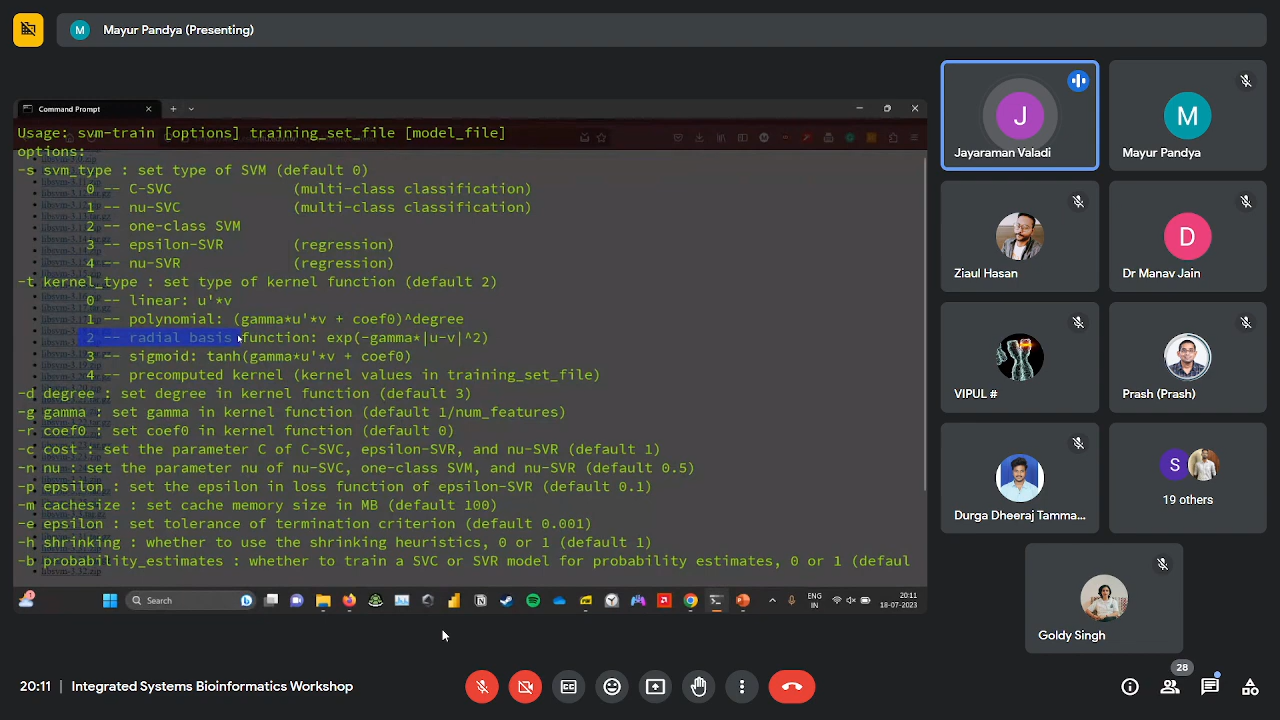 M Mayur Pandya (Presenting)
Command Prompt
Usage: svm-train [options] training_set_file [model_file]
options:
-s svm_type : set type of SVM (default 0)
0 -- C-SVC (multi-class classification)
1 -- nu-SVC (multi-class classification)
2 -- one-class SVM
3 -- epsilon-SVR (regression)
4 -- nu-SVR (regression)
-t kernel_type : set type of kernel function (default 2)
0 -- linear: u'*v
1 -- polynomial: (gamma*u'*v + coef0)^degree
2 -- radial basis function: exp(-gamma*|u-v|^2)
3 -- sigmoid: tanh(gamma*u'*v + coef0)
4 -- precomputed kernel (kernel values in training_set_file)
-d degree : set degree in kernel function (default 3)
-g gamma : set gamma in kernel function (default 1/num_features)
-r coef0 : set coef0 in kernel function (default 0)
-c cost : set the parameter C of C-SVC, epsilon-SVR, and nu-SVR (default 1)
-n nu : set the parameter nu of nu-SVC, one-class SVM, and nu-SVR (default 0.5)
-p epsilon : set the epsilon in loss function of epsilon-SVR (default 0.1)
-m cachesize : set cache memory size in MB (default 100)
-e epsilon : set tolerance of termination criterion (default 0.001)
-h shrinking : whether to use the shrinking heuristics, 0 or 1 (default 1)
-b probability_estimates : whether to train a SVC or SVR model for probability estimates, 0 or 1 (defaul
Search
ENG
IN
20:11
18-07-2023
J
Jayaraman Valadi
M
Mayur Pandya
Ziaul Hasan
D
Dr Manav Jain
VIPUL #
Prash (Prash)
Durga Dheeraj Tamma...
S
19 others
Goldy Singh
20:11 | Integrated Systems Bioinformatics Workshop
28